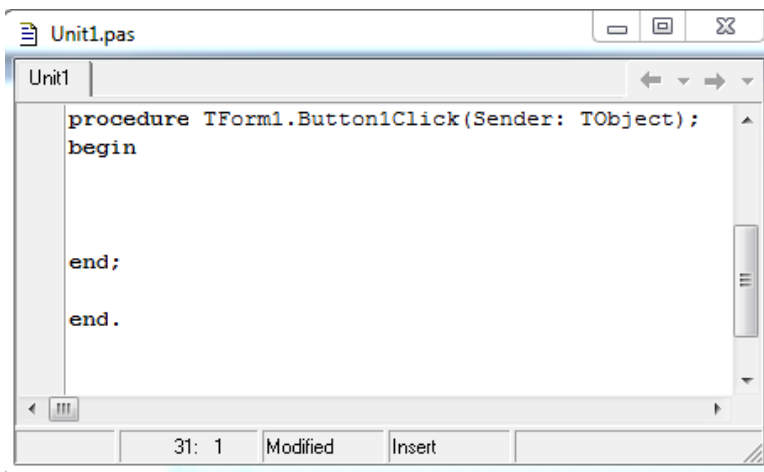 Unit1.pas
Unit1
procedure TForm1.Button1Click(Sender: TObject);
begin
end;
end.
31: 1 Modified Insert